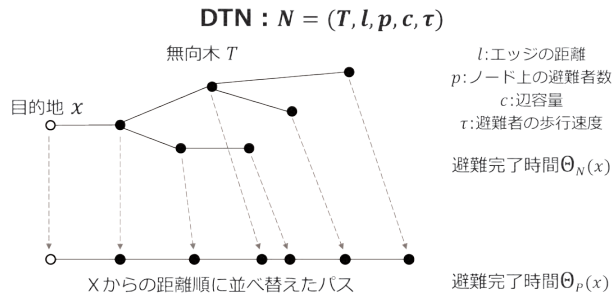 DTN：N = (T, l, p, c, τ)
無向木 T
l:エッジの距離
p:ノード上の避難者数
c:辺容量
τ:避難者の歩行速度
目的地 x
避難完了時間Θ_N(x)
Xからの距離順に並べ替えたパス
避難完了時間Θ_P(x)